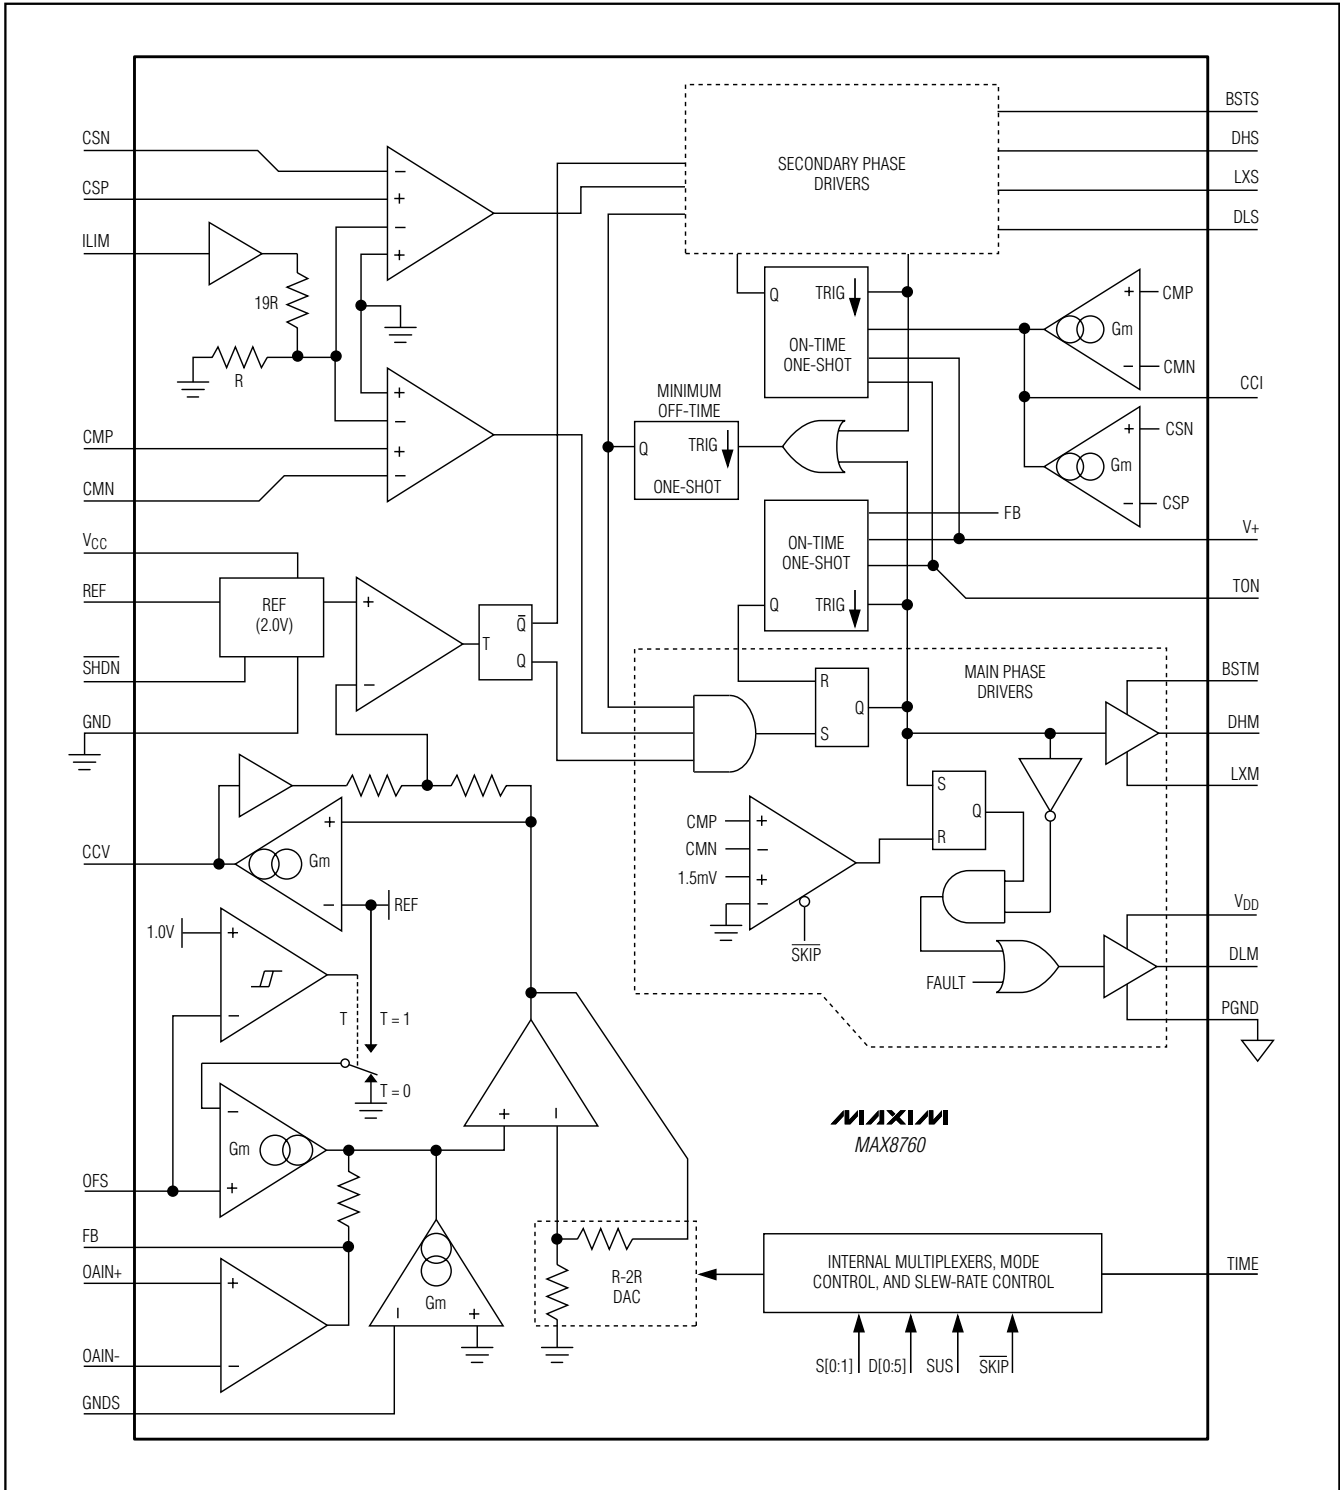 BSTS
DHS
LXS
DLS
CSN
CSP
ILIM
SECONDARY PHASE
DRIVERS
−
+
−
+
19R
R
Q
TRIG
ON-TIME
ONE-SHOT
+
CMP
Gm
−
CMN
CCI
+
CSN
Gm
−
CSP
MINIMUM
OFF-TIME
Q
TRIG
ONE-SHOT
CMP
CMN
+
−
+
−
FB
V+
TON
ON-TIME
ONE-SHOT
Q
TRIG
VCC
REF
REF
(2.0V)
SHDN
GND
+
−
T
Q
Q
MAIN PHASE
DRIVERS
R
S
Q
BSTM
DHM
LXM
S
R
Q
CMP
CMN
1.5mV
+
−
+
−
SKIP
FAULT
VDD
DLM
PGND
CCV
+
Gm
−
REF
1.0V
+
−
T
T = 1
T = 0
−
Gm
+
OFS
FB
OAIN+
OAIN-
GNDS
+
−
+
−
−
+
Gm
R-2R
DAC
MAXIM
MAX8760
INTERNAL MULTIPLEXERS, MODE
CONTROL, AND SLEW-RATE CONTROL
TIME
S[0:1]
D[0:5]
SUS
SKIP